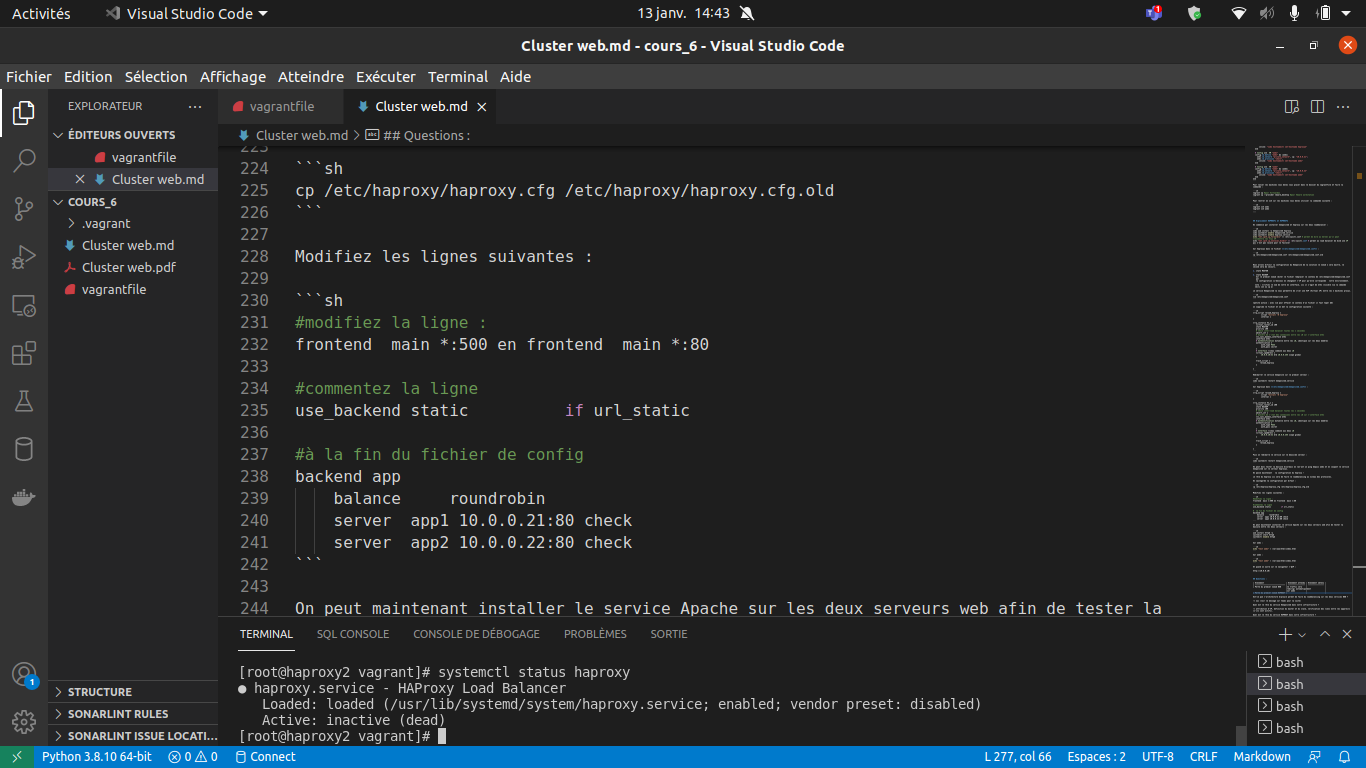 Activités
Visual Studio Code
13 janv. 14:43
1
Cluster web.md - cours_6 - Visual Studio Code
Fichier Edition Sélection Affichage Atteindre Exécuter Terminal Aide
EXPLORATEUR
ÉDITEURS OUVERTS
vagrantfile
Cluster web.md
COURS_6
.vagrant
Cluster web.md
Cluster web.pdf
vagrantfile
STRUCTURE
SONARLINT RULES
SONARLINT ISSUE LOCATI...
1
vagrantfile
Cluster web.md
Cluster web.md > ## Questions :
223
224 ```sh
225 cp /etc/haproxy/haproxy.cfg /etc/haproxy/haproxy.cfg.old
226 ```
227
228 Modifiez les lignes suivantes :
229
230 ```sh
231 #modifiez la ligne :
232 frontend  main *:500 en frontend  main *:80
233
234 #commentez la ligne
235 use_backend static          if url_static
236
237 #à la fin du fichier de config
238 backend app
239     balance     roundrobin
240     server  app1 10.0.0.21:80 check
241     server  app2 10.0.0.22:80 check
242 ```
243
244 On peut maintenant installer le service Apache sur les deux serveurs web afin de tester la
TERMINAL SQL CONSOLE CONSOLE DE DÉBOGAGE PROBLÈMES SORTIE
[root@haproxy2 vagrant]# systemctl status haproxy
● haproxy.service - HAProxy Load Balancer
   Loaded: loaded (/usr/lib/systemd/system/haproxy.service; enabled; vendor preset: disabled)
   Active: inactive (dead)
[root@haproxy2 vagrant]#
bash
bash
bash
bash
Python 3.8.10 64-bit 0 0 Connect L 277, col 66 Espaces : 2 UTF-8 CRLF Markdown